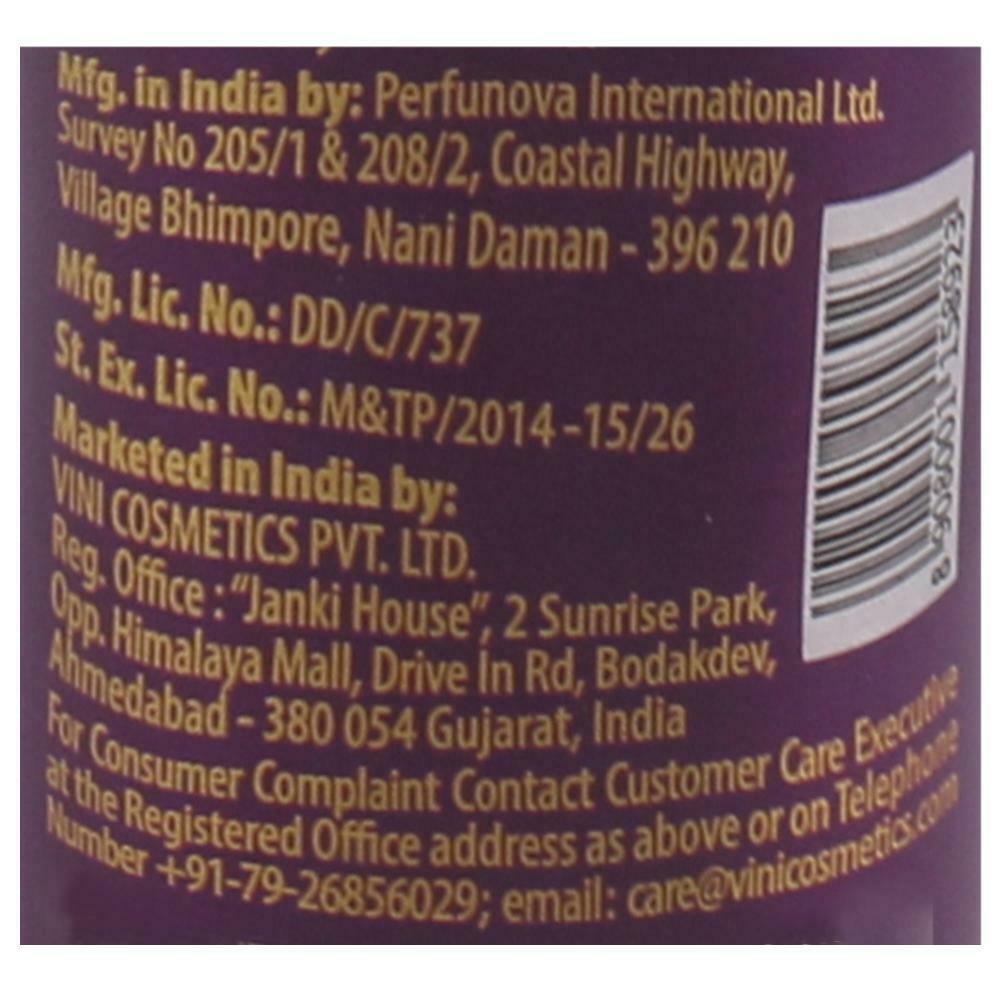 Mfg. in India by: Perfunova International Ltd.
Survey No 205/1 & 208/2, Coastal Highway,
Village Bhimpore, Nani Daman - 396 210
Mfg. Lic. No.: DD/C/737
St. Ex. Lic. No.: M&TP/2014-15/26
Marketed in India by:
VINI COSMETICS PVT. LTD.
Reg. Office : "Janki House", 2 Sunrise Park,
Opp. Himalaya Mall, Drive In Rd, Bodakdev,
Ahmedabad - 380 054 Gujarat, India
For Consumer Complaint Contact Customer Care Executive
at the Registered Office address as above or on Telephone
Number +91-79-26856029; email: care@vinicosmetics.com
8 908001 158923